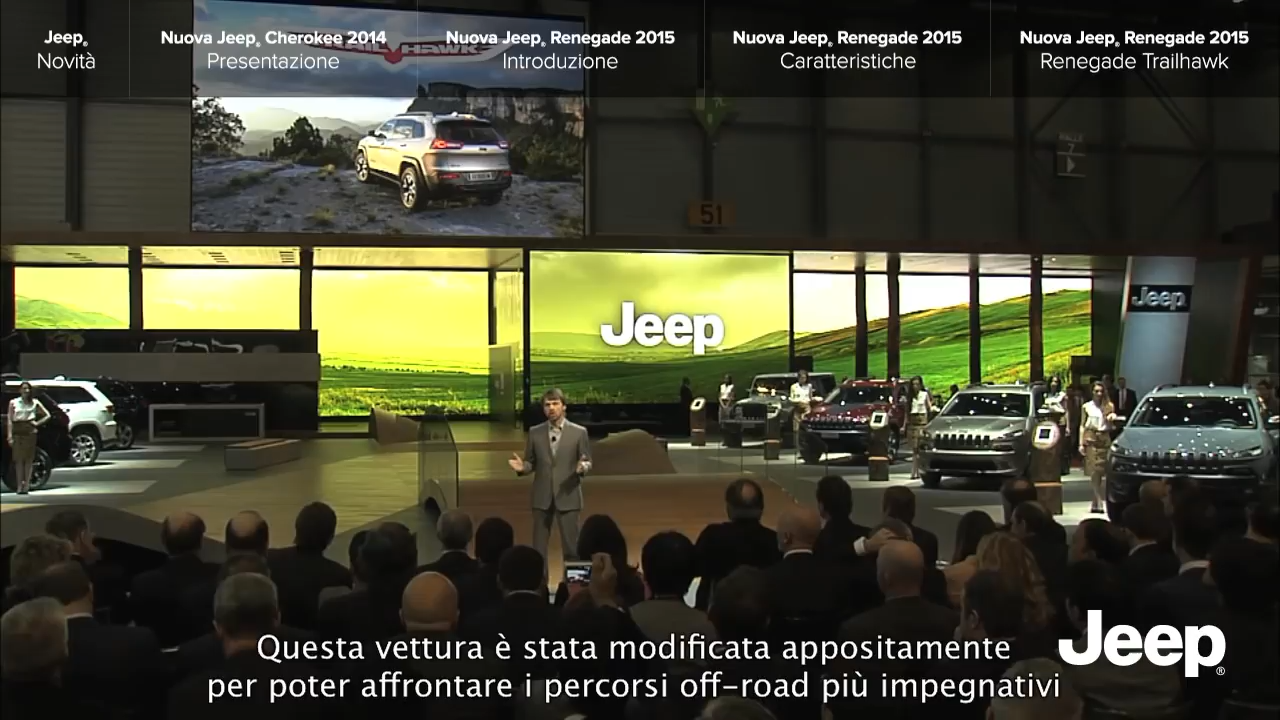 Jeep®
Novità
Nuova Jeep® Cherokee 2014
Presentazione
Nuova Jeep® Renegade 2015
Introduzione
Nuova Jeep® Renegade 2015
Caratteristiche
Nuova Jeep® Renegade 2015
Renegade Trailhawk
TRAILHAWK
51
Jeep
Jeep
Questa vettura è stata modificata appositamente
per poter affrontare i percorsi off-road più impegnativi
Jeep®